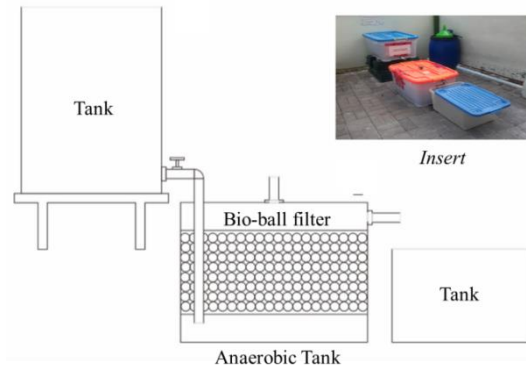 Tank
Insert
Bio-ball filter
Tank
Anaerobic Tank